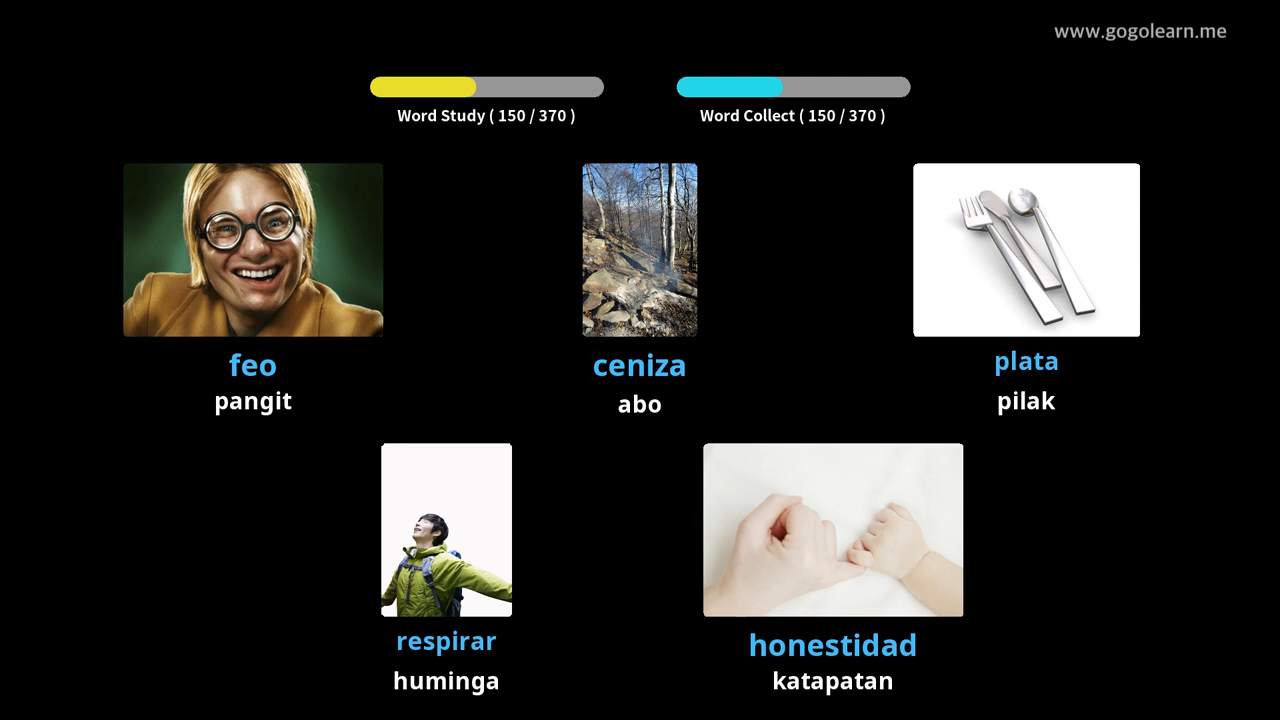 www.gogolearn.me
Word Study ( 150 / 370 )
Word Collect ( 150 / 370 )
feo
pangit
ceniza
abo
plata
pilak
respirar
huminga
honestidad
katapatan